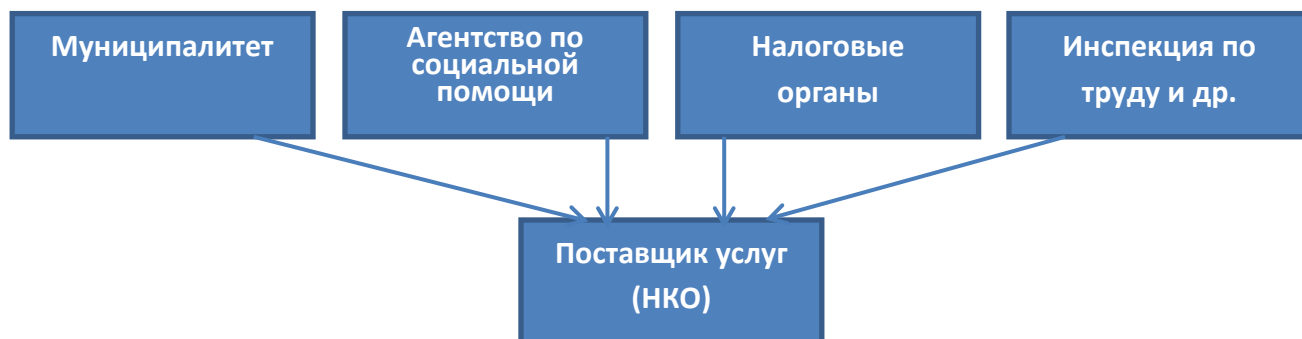 Муниципалитет
Агентство по
социальной
помощи
Налоговые
органы
Инспекция по
труду и др.
Поставщик услуг
(НКО)